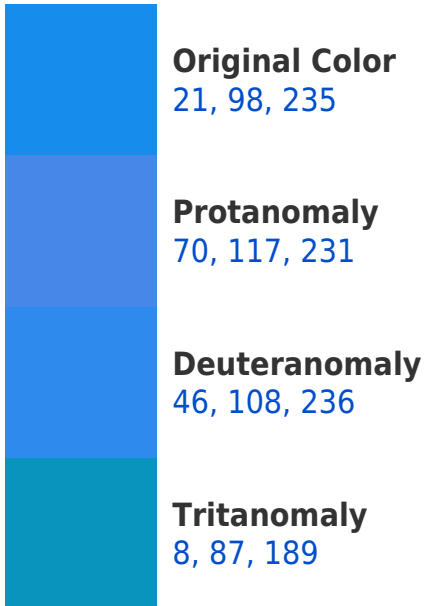 Original Color
21, 98, 235
Protanomaly
70, 117, 231
Deuteranomaly
46, 108, 236
Tritanomaly
8, 87, 189